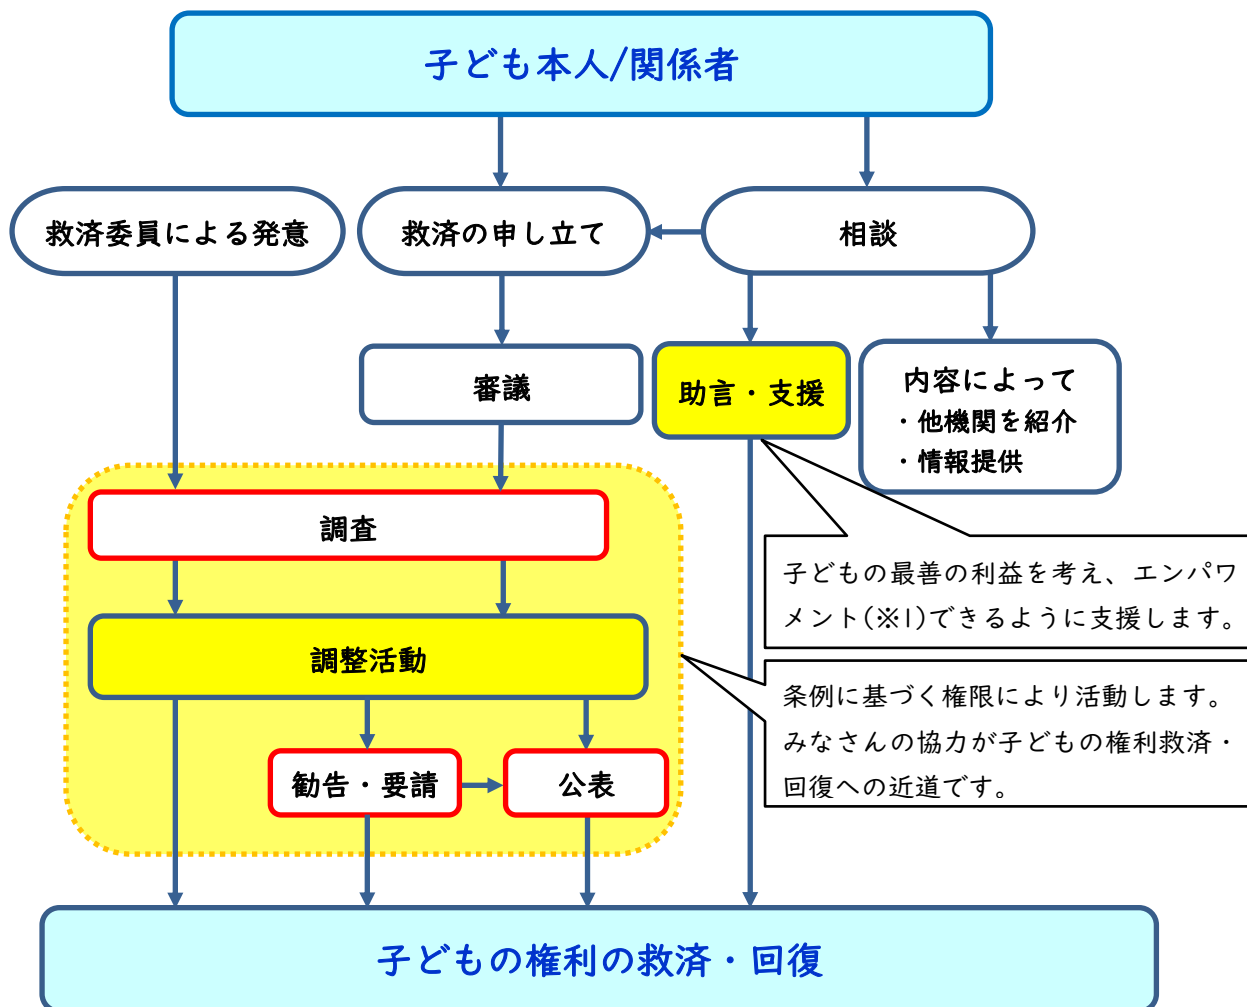 子ども本人/関係者
救済委員による発意
救済の申し立て
相談
審議
助言・支援
内容によって
・他機関を紹介
・情報提供
調査
子どもの最善の利益を考え、エンパワ
メント(※1)できるように支援します。
調整活動
条例に基づく権限により活動します。
みなさんの協力が子どもの権利救済・
回復への近道です。
勧告・要請
公表
子どもの権利の救済・回復